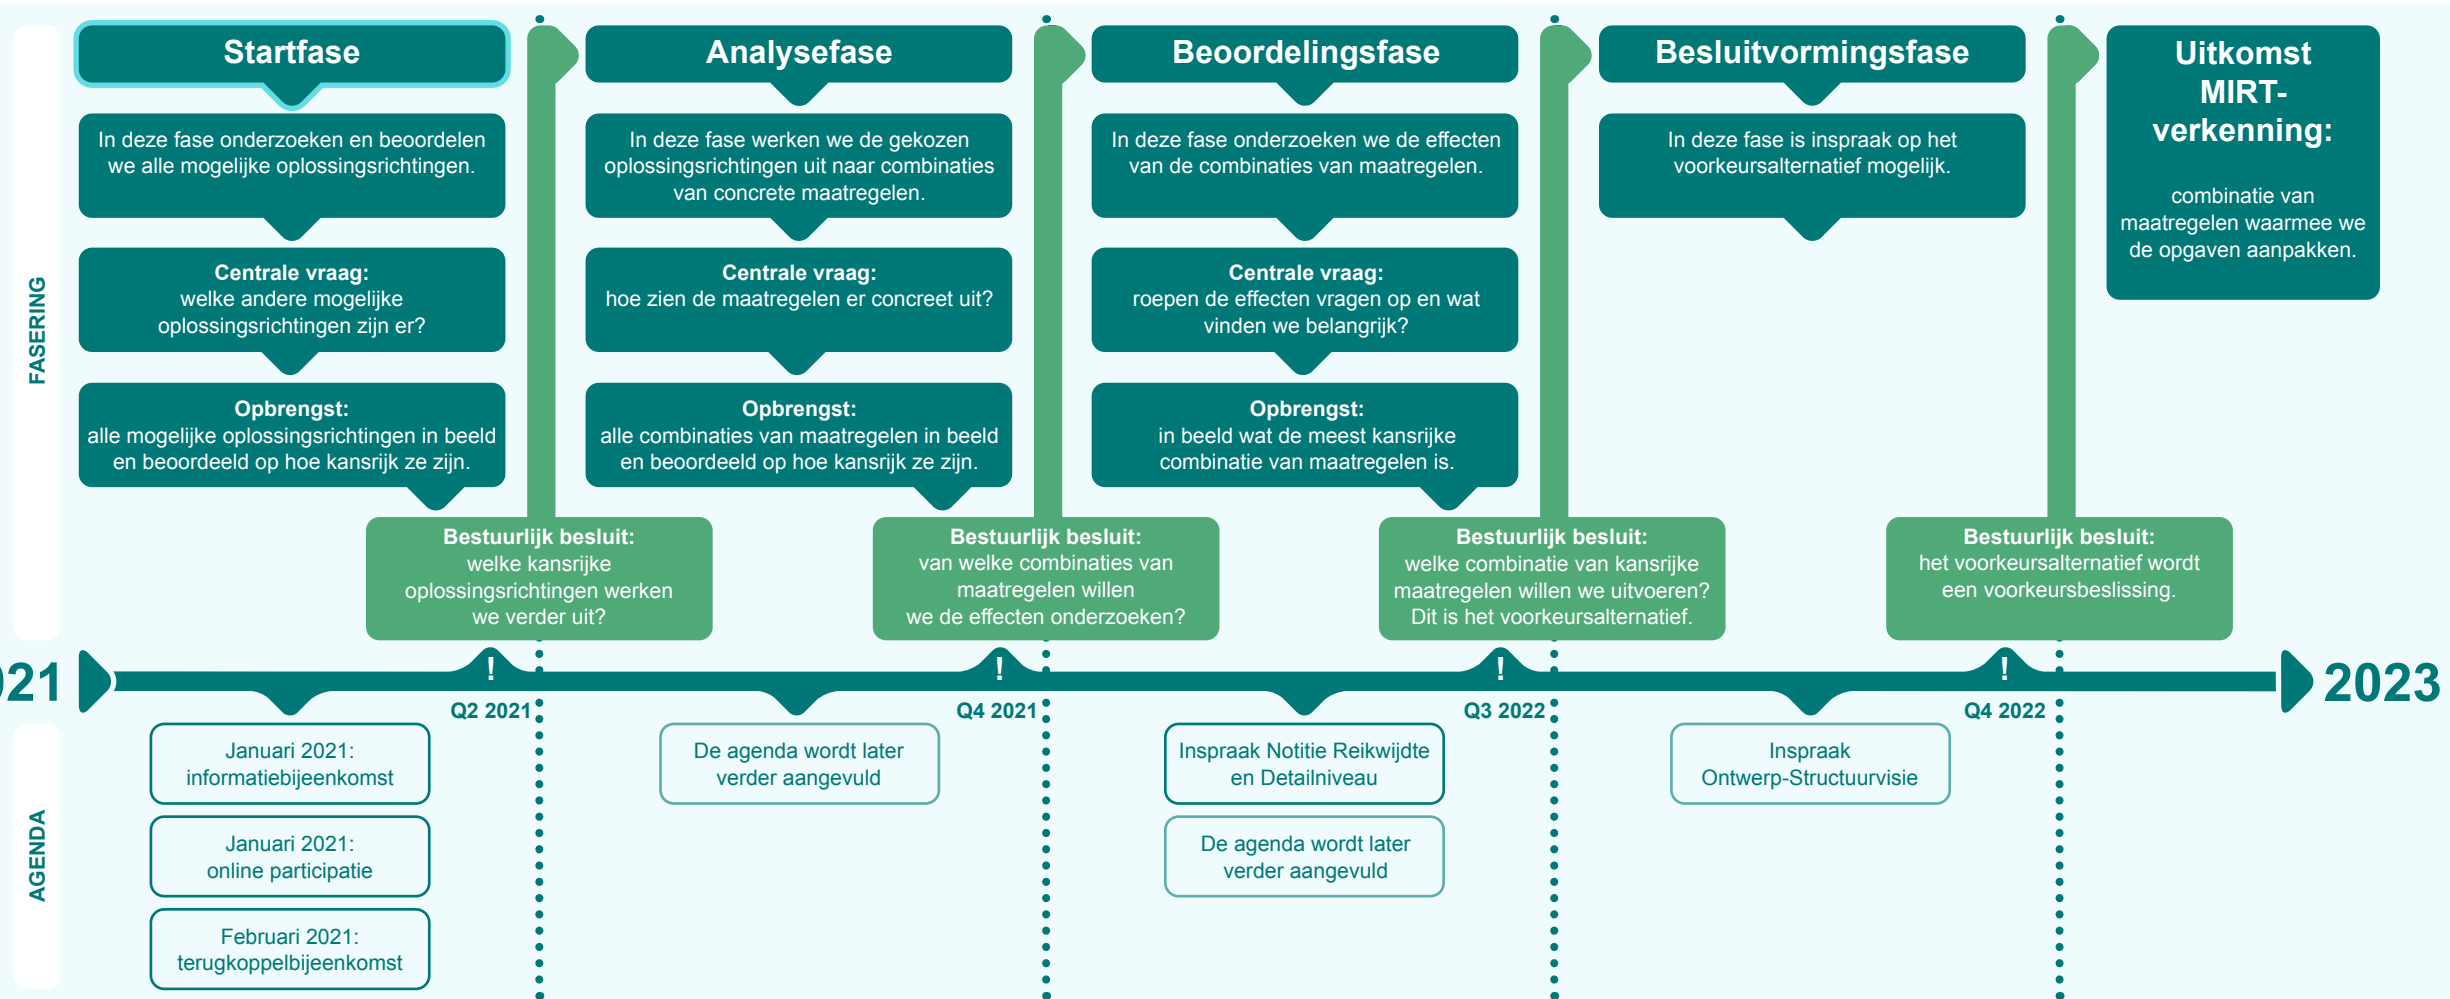 FASERING
Startfase
In deze fase onderzoeken en beoordelen
we alle mogelijke oplossingsrichtingen.
Centrale vraag:
welke andere mogelijke
oplossingsrichtingen zijn er?
Opbrengst:
alle mogelijke oplossingsrichtingen in beeld
en beoordeeld op hoe kansrijk ze zijn.
Bestuurlijk besluit:
welke kansrijke
oplossingsrichtingen werken
we verder uit?
Analysefase
In deze fase werken we de gekozen
oplossingsrichtingen uit naar combinaties
van concrete maatregelen.
Centrale vraag:
hoe zien de maatregelen er concreet uit?
Opbrengst:
alle combinaties van maatregelen in beeld
en beoordeeld op hoe kansrijk ze zijn.
Bestuurlijk besluit:
van welke combinaties van
maatregelen willen
we de effecten onderzoeken?
Beoordelingsfase
In deze fase onderzoeken we de effecten
van de combinaties van maatregelen.
Centrale vraag:
roepen de effecten vragen op en wat
vinden we belangrijk?
Opbrengst:
in beeld wat de meest kansrijke
combinatie van maatregelen is.
Bestuurlijk besluit:
welke combinatie van kansrijke
maatregelen willen we uitvoeren?
Dit is het voorkeursalternatief.
Besluitvormingsfase
In deze fase is inspraak op het
voorkeursalternatief mogelijk.
Bestuurlijk besluit:
het voorkeursalternatief wordt
een voorkeursbeslissing.
Uitkomst
MIRT-
verkenning:
combinatie van
maatregelen waarmee we
de opgaven aanpakken.
021
!
!
!
!
2023
Q2 2021
Q4 2021
Q3 2022
Q4 2022
AGENDA
Januari 2021:
informatiebijeenkomst
Januari 2021:
online participatie
Februari 2021:
terugkoppelbijeenkomst
De agenda wordt later
verder aangevuld
Inspraak Notitie Reikwijdte
en Detailniveau
De agenda wordt later
verder aangevuld
Inspraak
Ontwerp-Structuurvisie